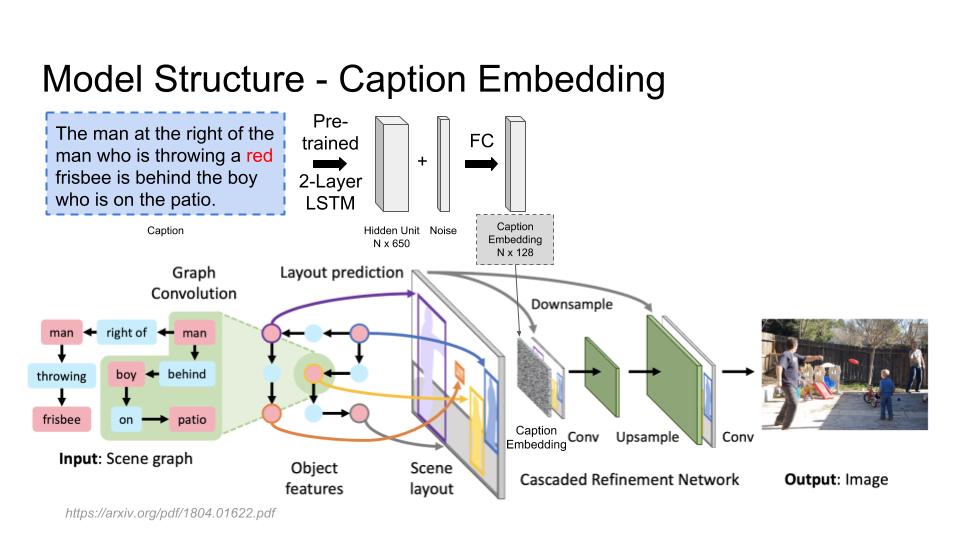 Model Structure - Caption Embedding
The man at the right of the
man who is throwing a red
frisbee is behind the boy
who is on the patio.
Caption
Pre-
trained
2-Layer
LSTM
Hidden Unit
N x 650
+
Noise
FC
Caption
Embedding
N x 128
Graph
Convolution
Layout prediction
Downsample
man
right of
man
throwing
boy
behind
frisbee
on
patio
Input: Scene graph
Object
features
Scene
layout
Caption
Embedding
Conv
Upsample
Conv
Cascaded Refinement Network
Output: Image
https://arxiv.org/pdf/1804.01622.pdf